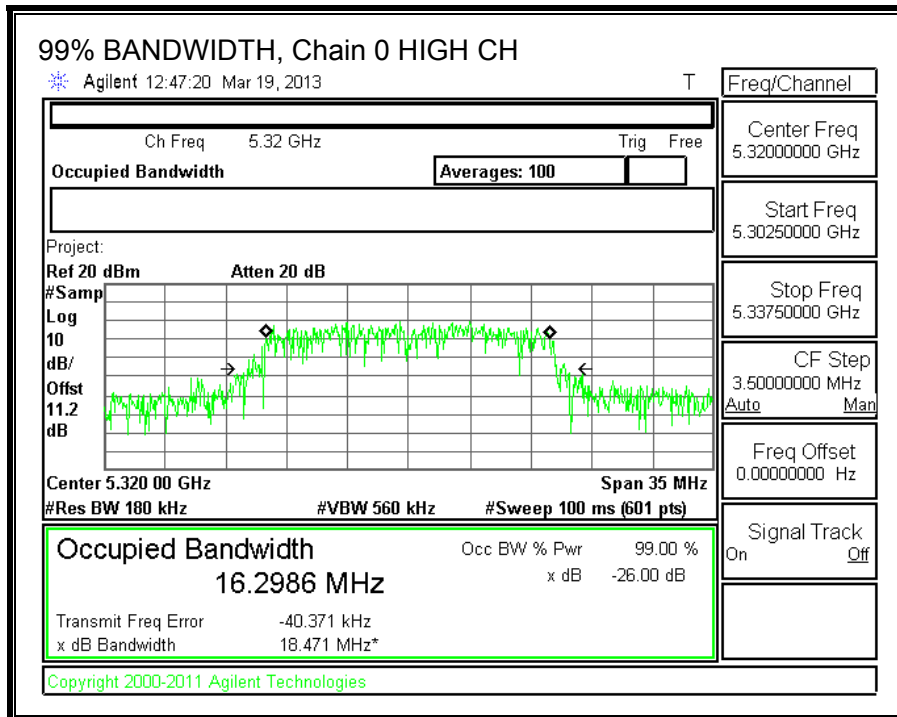 99% BANDWIDTH, Chain 0 HIGH CH
Agilent 12:47:20 Mar 19, 2013 T
Freq/Channel
Ch Freq 5.32 GHz Trig Free
Occupied Bandwidth Averages: 100
Project:
Ref 20 dBm Atten 20 dB
#Samp
Log
10
dB/
Offst
11.2
dB
Center 5.320 00 GHz Span 35 MHz
#Res BW 180 kHz #VBW 560 kHz #Sweep 100 ms (601 pts)
Occupied Bandwidth Occ BW % Pwr 99.00 %
16.2986 MHz x dB -26.00 dB
Transmit Freq Error -40.371 kHz
x dB Bandwidth 18.471 MHz*
Copyright 2000-2011 Agilent Technologies
Center Freq
5.32000000 GHz
Start Freq
5.30250000 GHz
Stop Freq
5.33750000 GHz
CF Step
3.50000000 MHz
Auto Man
Freq Offset
0.00000000 Hz
Signal Track
On Off